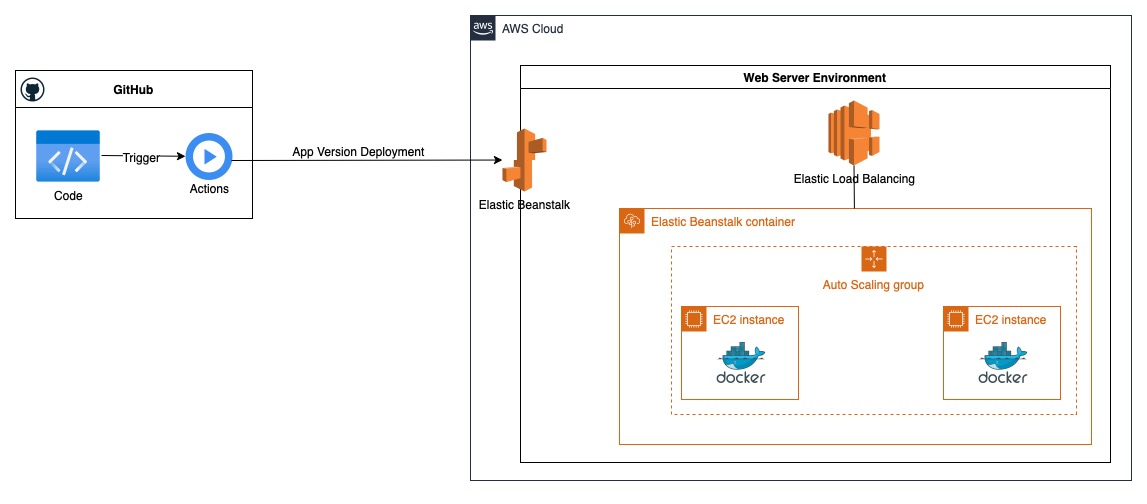 aws
AWS Cloud
GitHub
Web Server Environment
Trigger
Code
Actions
App Version Deployment
Elastic Beanstalk
Elastic Load Balancing
Elastic Beanstalk container
Auto Scaling group
EC2 instance
docker
EC2 instance
docker